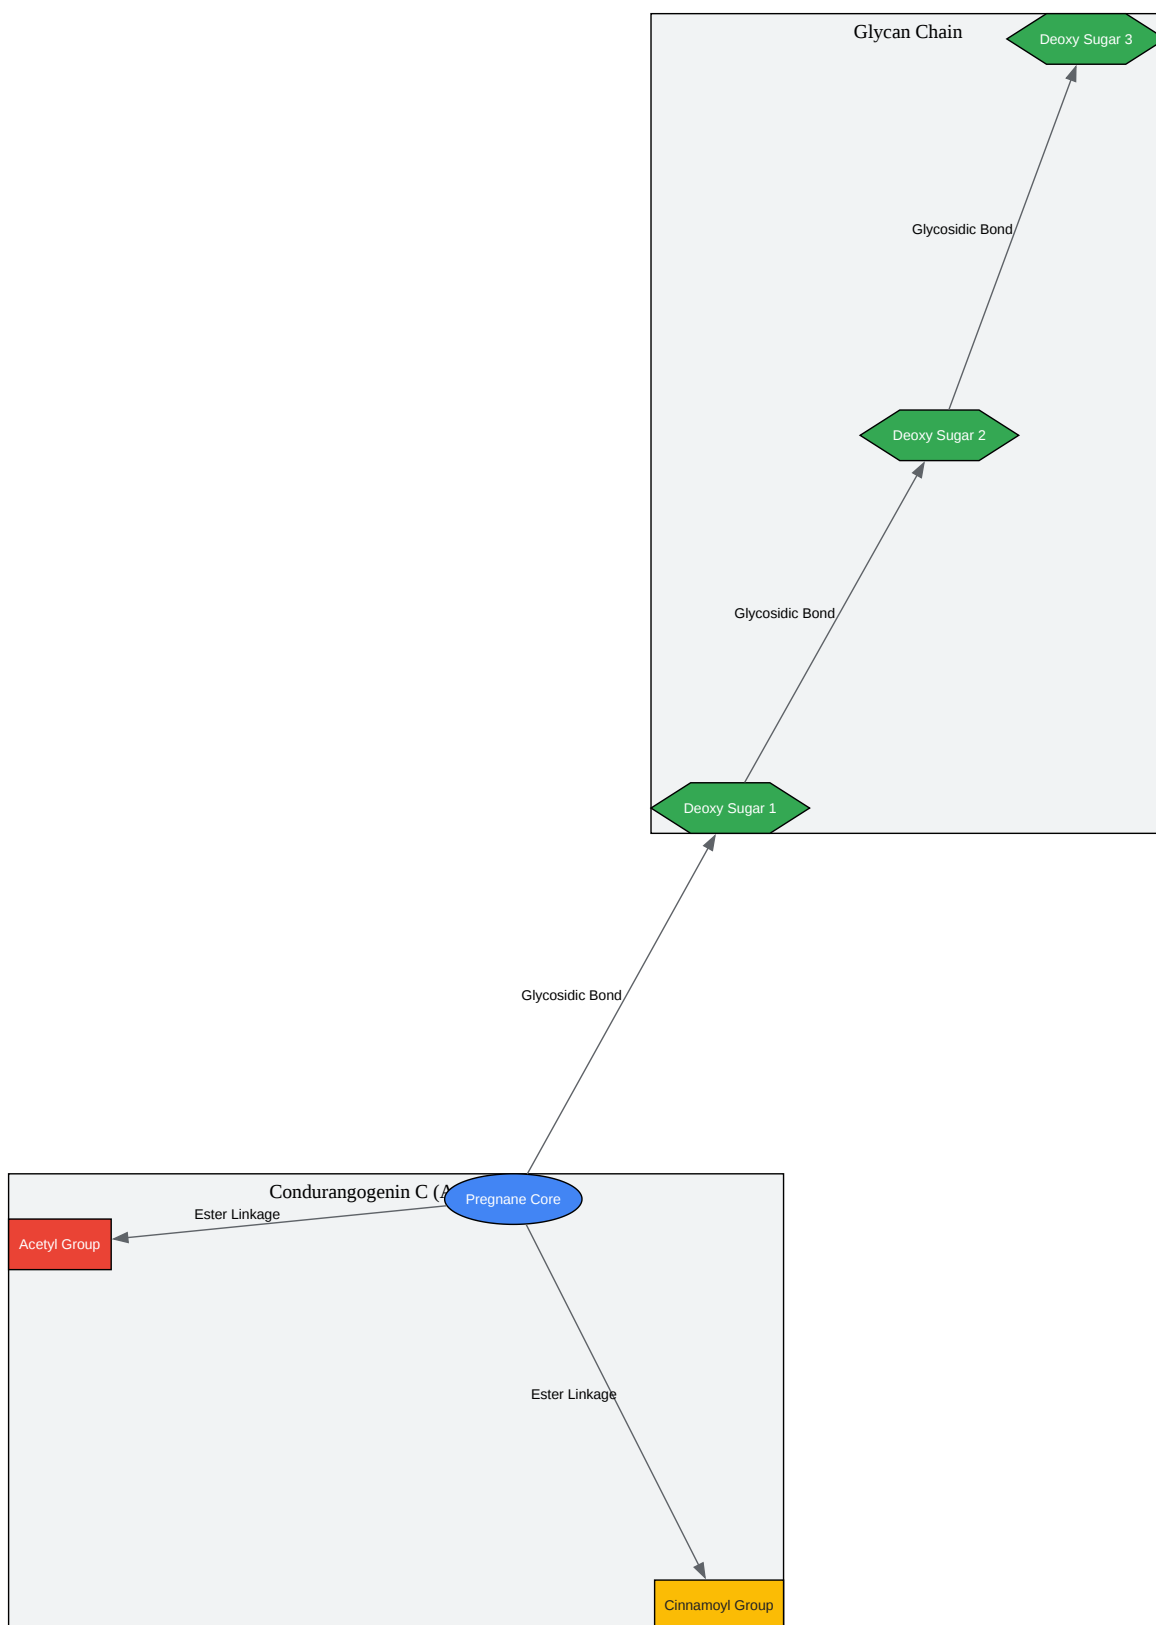 Glycan Chain
Deoxy Sugar 3
Glycosidic Bond
Deoxy Sugar 2
Glycosidic Bond
Deoxy Sugar 1
Glycosidic Bond
Condurangogenin C (
Pregnane Core
Ester Linkage
Acetyl Group
Ester Linkage
Cinnamoyl Group